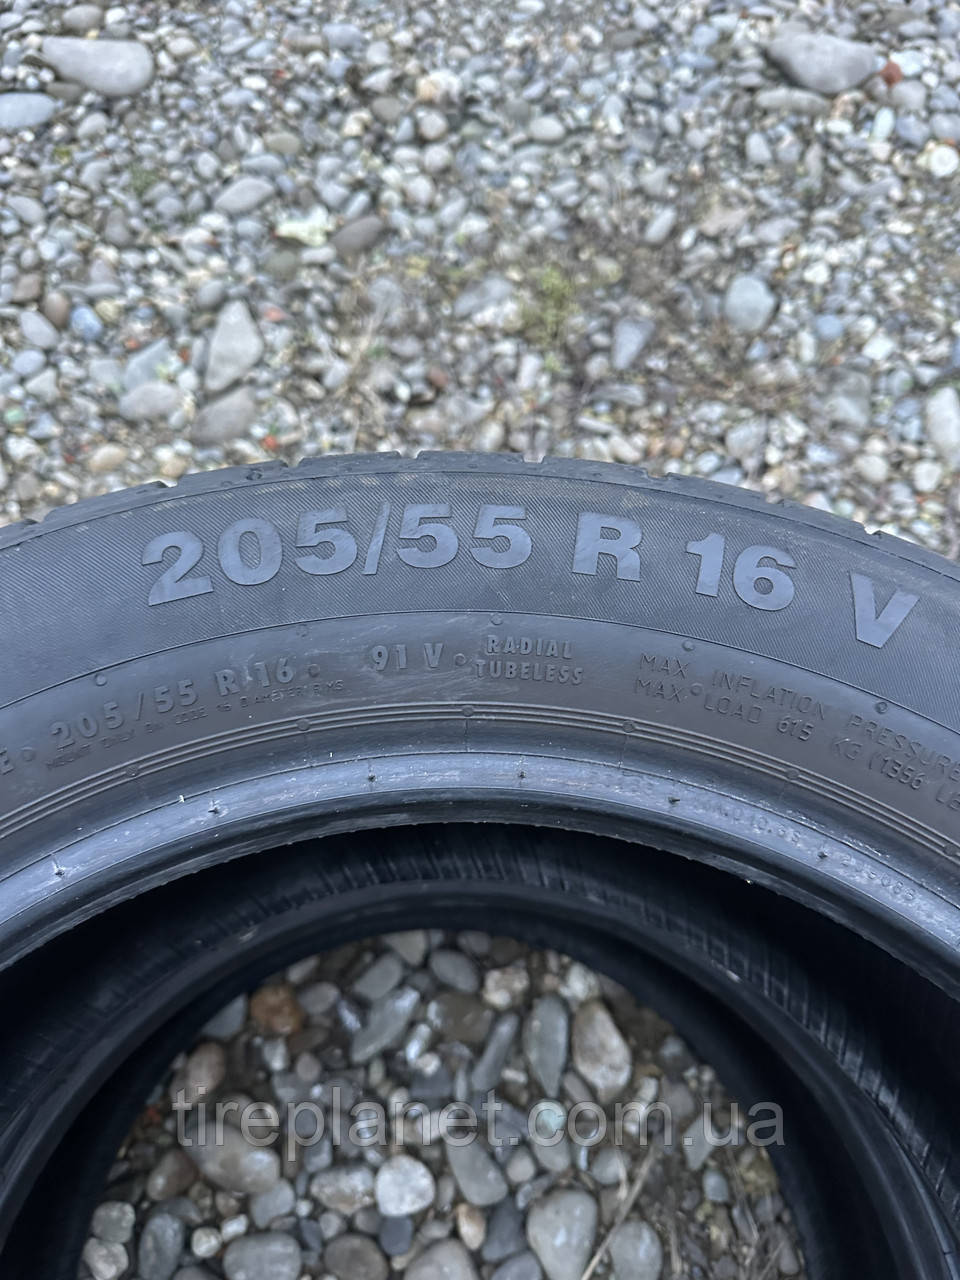 205/55 R 16 V
205/55 R 16 91 V RADIAL
TUBELESS
MAX INFLATION PRESSURE
MAX LOAD 615 KG (1356
tireplanet.com.ua